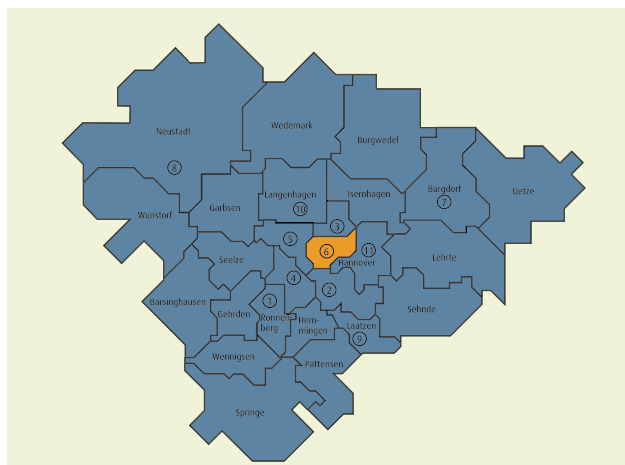 Neustadt
Wedemark
Burgwedel
8
Langenhagen
10
Isernhagen
Burgdorf
7
Uetze
Wunstorf
Garbsen
3
5
6
11
Hannover
Seelze
Lehrte
4
2
Barsinghausen
1
Gehrden
Ronnen-
berg
Hem-
mingen
Laatzen
9
Sehnde
Wennigsen
Pattensen
Springe